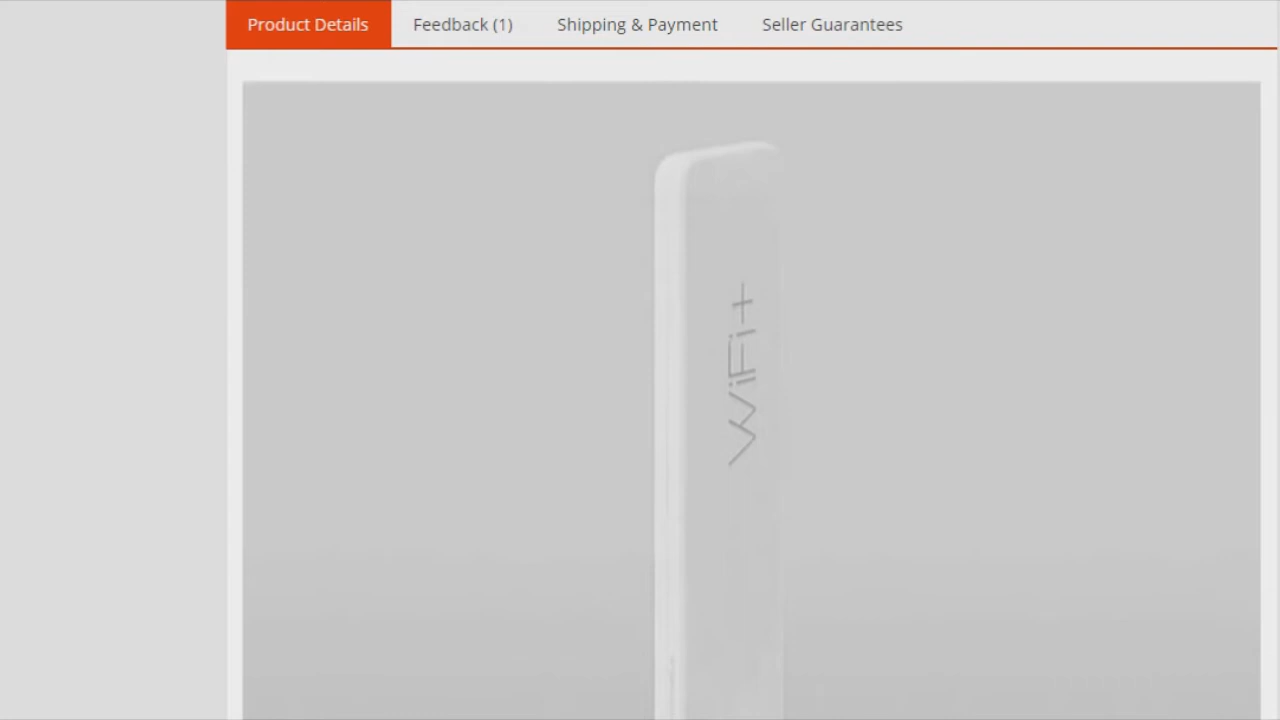 Product Details
Feedback (1)
Shipping & Payment
Seller Guarantees
WiFi+